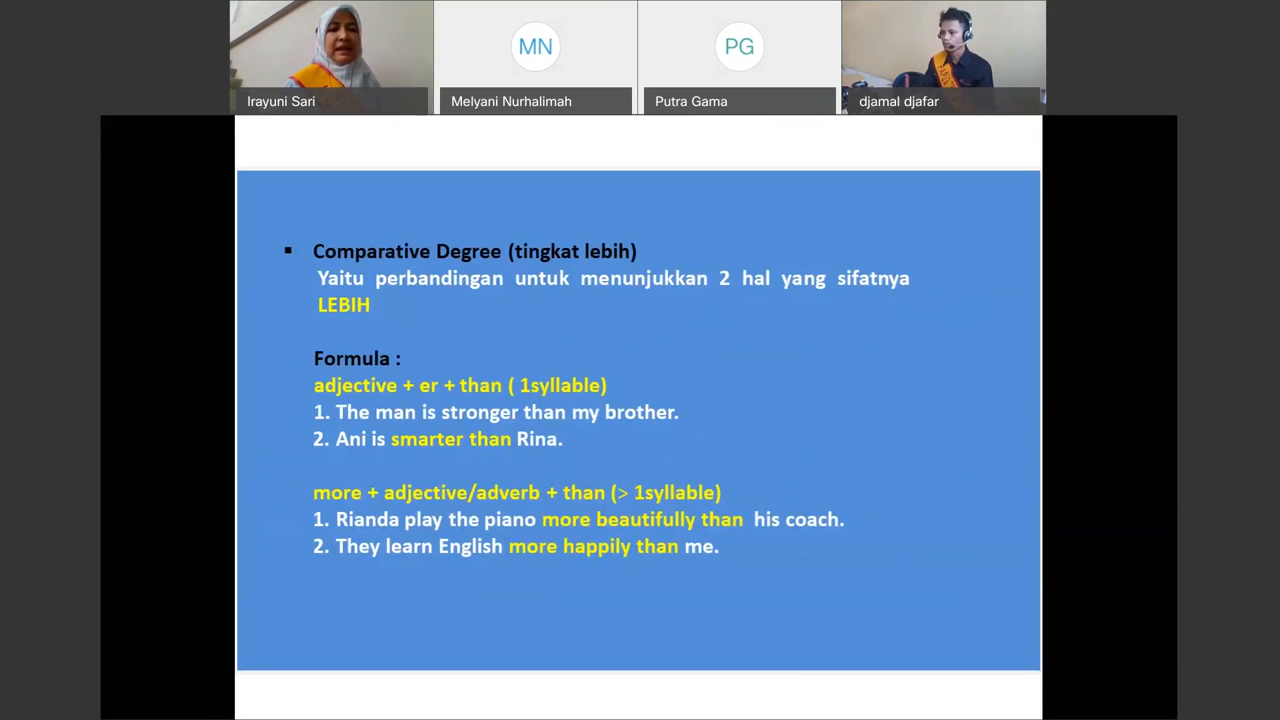 MN
PG
Irayuni Sari
Melyani Nurhalimah
Putra Gama
djamal djafar
▪ Comparative Degree (tingkat lebih)
Yaitu perbandingan untuk menunjukkan 2 hal yang sifatnya
LEBIH
Formula :
adjective + er + than ( 1syllable)
1. The man is stronger than my brother.
2. Ani is smarter than Rina.
more + adjective/adverb + than (> 1syllable)
1. Rianda play the piano more beautifully than his coach.
2. They learn English more happily than me.